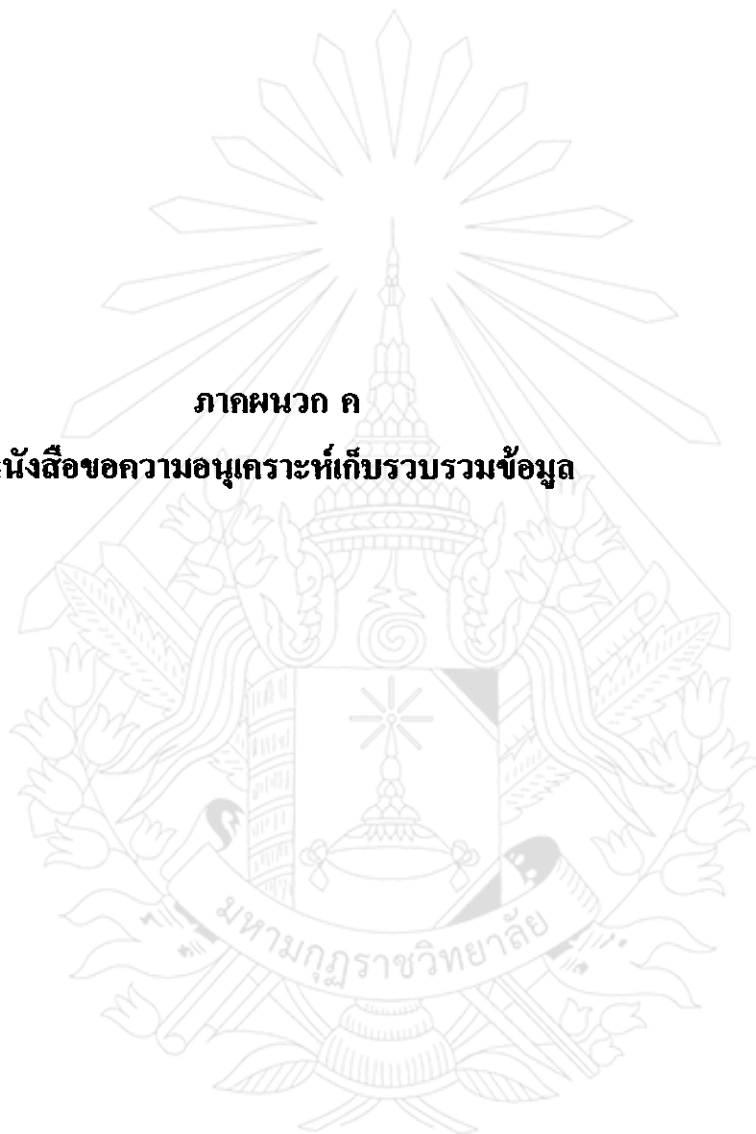 ภาคผนวก ค
นังสือขอความอนุเคราะห์เก็บรวบรวมข้อมูล
มหามกุฏราชวิทยาลัย